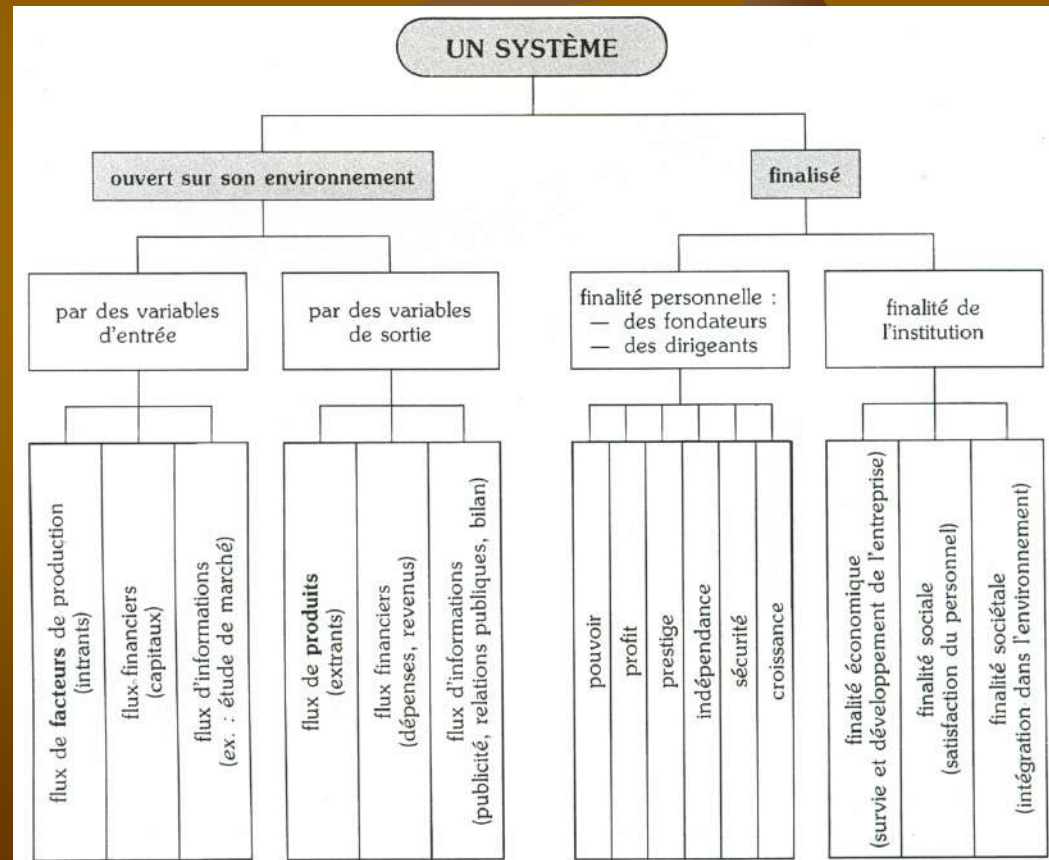 UN SYSTÈME
ouvert sur son environnement
finalisé
par des variables
d'entrée
par des variables
de sortie
finalité personnelle :
— des fondateurs
— des dirigeants
finalité de
l'institution
flux de facteurs de production
(intrants)
flux financiers
(capitaux)
flux d'informations
(ex. : étude de marché)
flux de produits
(extrants)
flux financiers
(dépenses, revenus)
flux d'informations
(publicité, relations publiques, bilan)
pouvoir
profit
prestige
indépendance
sécurité
croissance
finalité économique
(survie et développement de l'entreprise)
finalité sociale
(satisfaction du personnel)
finalité sociétale
(intégration dans l'environnement)